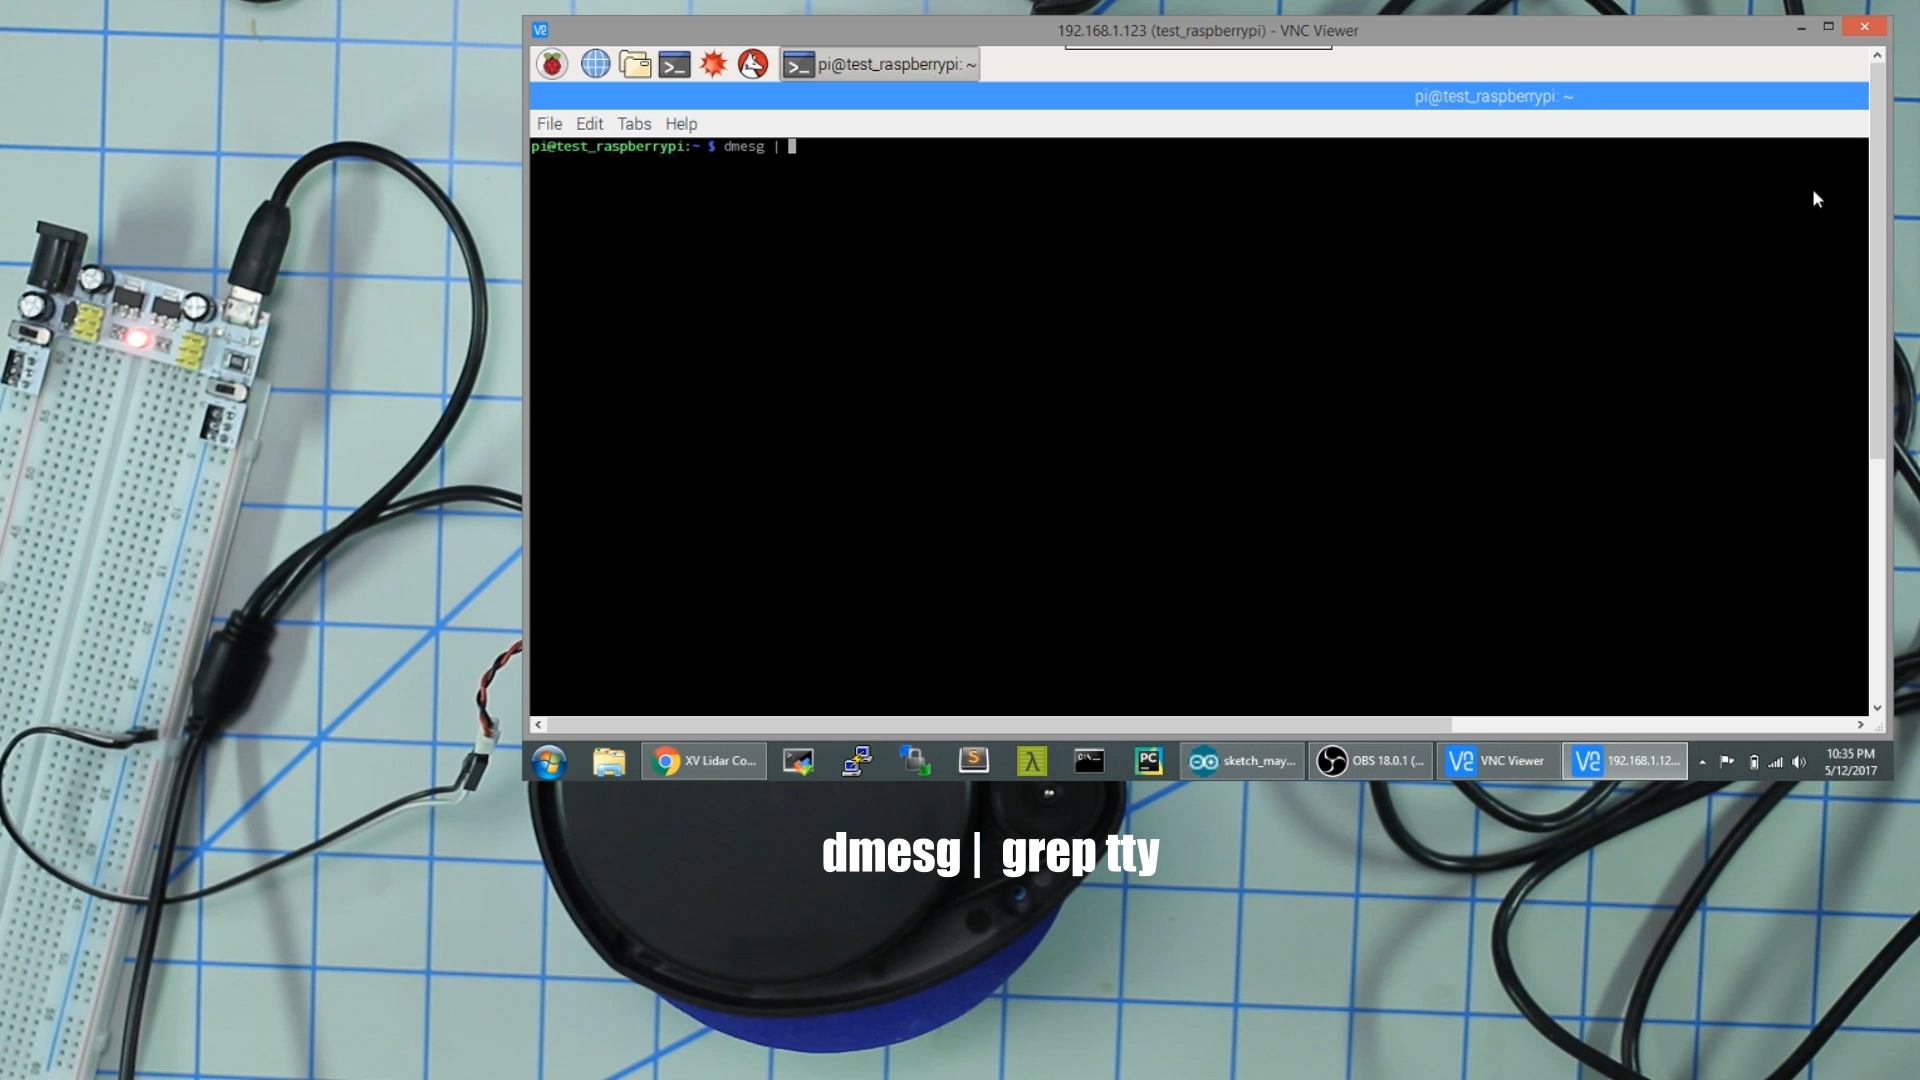 192.168.1.123 (test_raspberrypi) - VNC Viewer
pi@test_raspberrypi: ~
pi@test_raspberrypi: ~
File Edit Tabs Help
pi@test_raspberrypi:~ $ dmesg |
XV Lidar Co...
sketch_may...
OBS 18.0.1 (...
VNC Viewer
192.168.1.12...
10:35 PM
5/12/2017
dmesg | grep tty